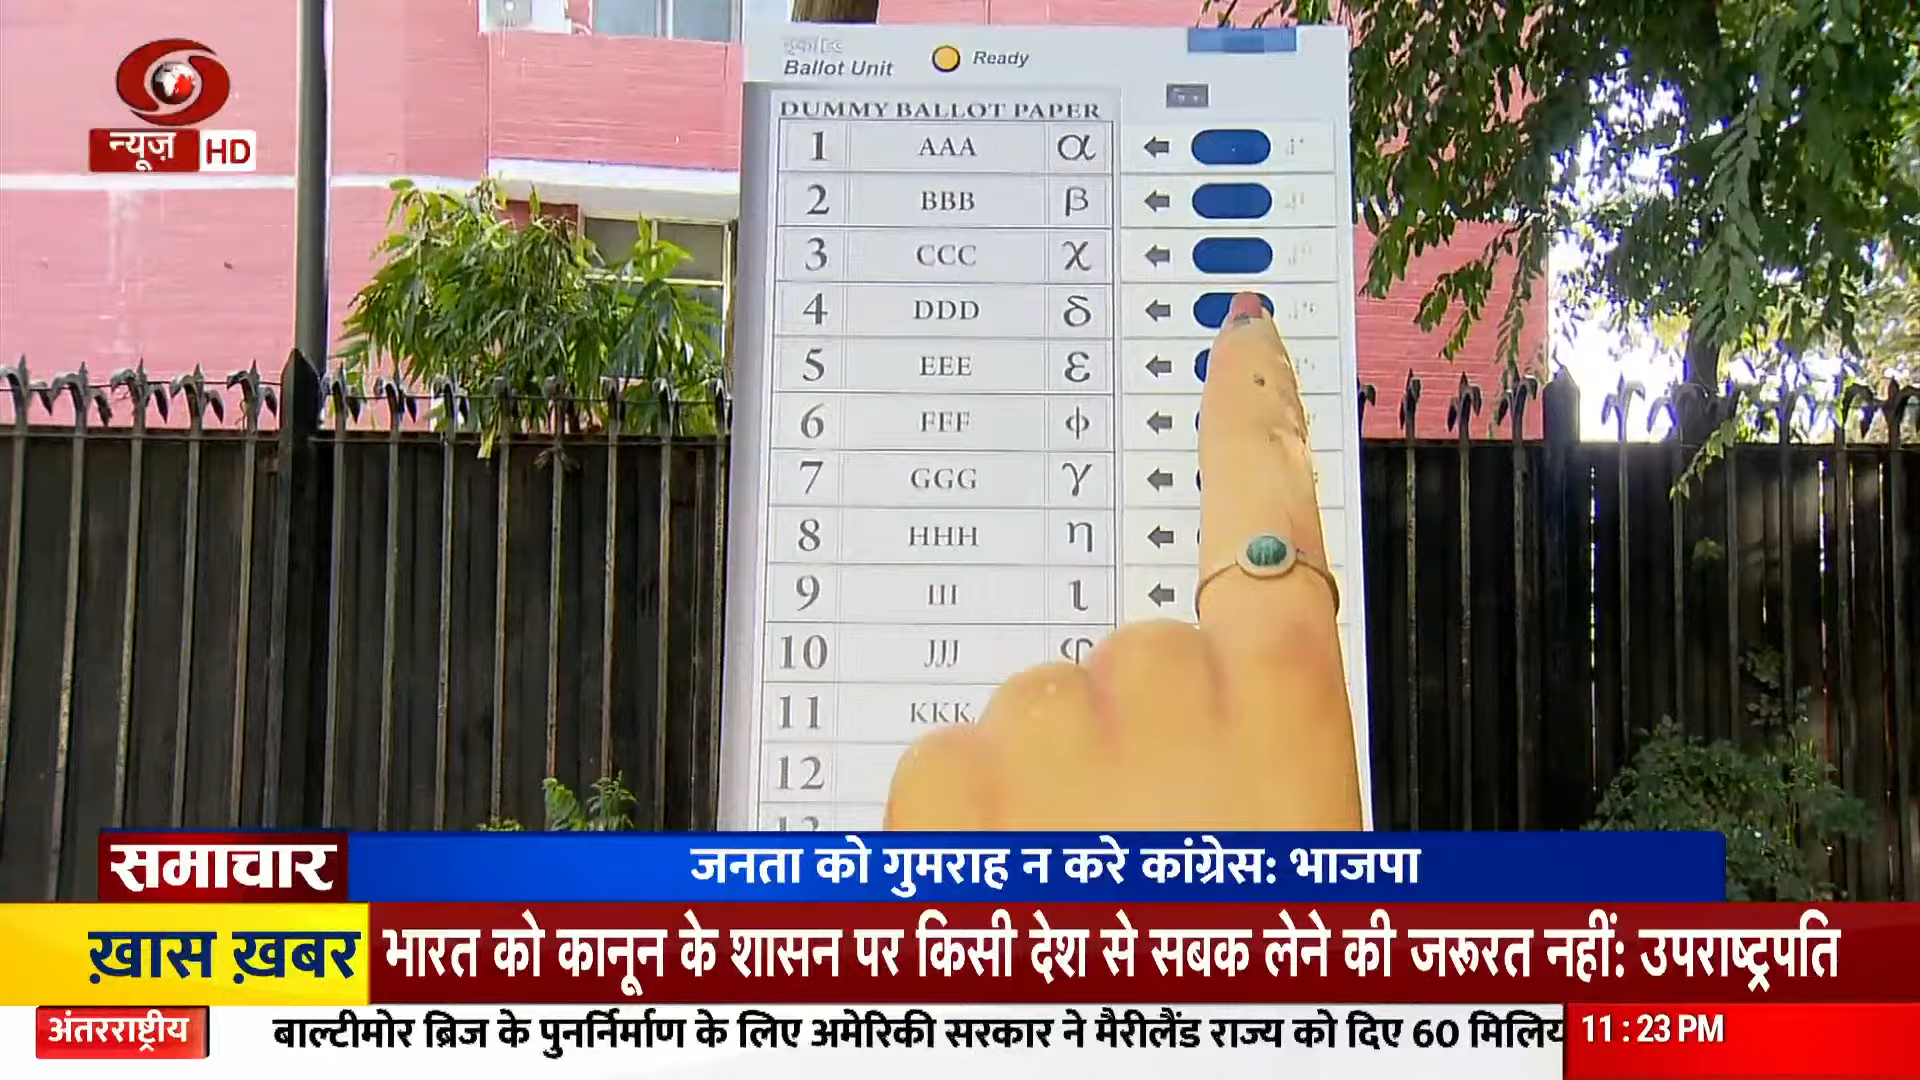 न्यूज़ HD
Ballot Unit
Ready
DUMMY BALLOT PAPER
1 AAA α
2 BBB β
3 CCC χ
4 DDD δ
5 EEE ε
6 FFF ϕ
7 GGG γ
8 HHH η
9 III ι
10 JJJ φ
11 KKK
12
समाचार
जनता को गुमराह न करे कांग्रेस: भाजपा
ख़ास ख़बर
भारत को कानून के शासन पर किसी देश से सबक लेने की जरूरत नहीं: उपराष्ट्रपति
अंतरराष्ट्रीय
बाल्टीमोर ब्रिज के पुनर्निर्माण के लिए अमेरिकी सरकार ने मैरीलैंड राज्य को दिए 60
11:23 PM